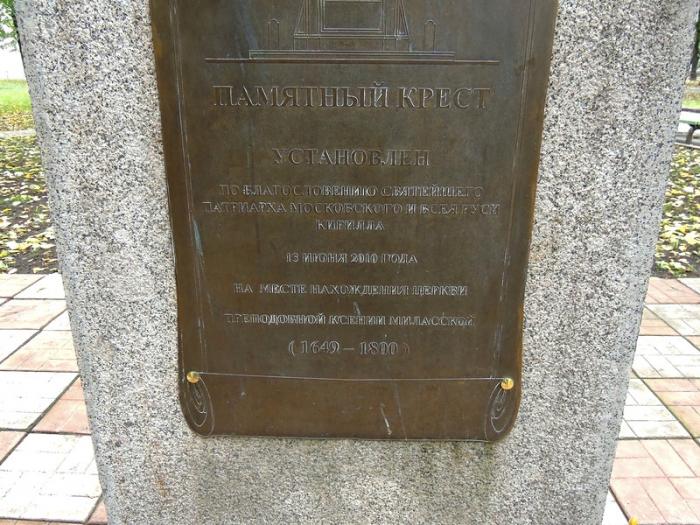 ПАМЯТНЫЙ КРЕСТ
УСТАНОВЛЕН
ПО БЛАГОСЛОВЕНИЮ СВЯТЕЙШЕГО
ПАТРИАРХА МОСКОВСКОГО И ВСЕЯ РУСИ
КИРИЛЛА
13 ИЮНЯ 2010 ГОДА
НА МЕСТЕ НАХОЖДЕНИЯ ЦЕРКВИ
ПРЕПОДОБНОЙ КСЕНИИ МИЛАССКОЙ
( 1649 – 1800 )